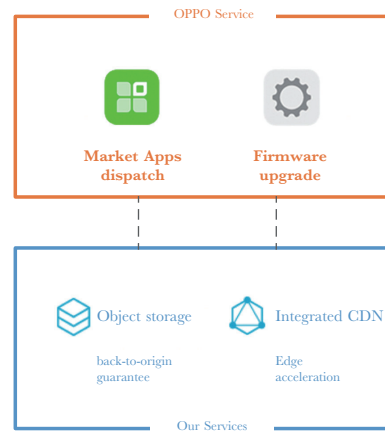 OPPO Service
Market Apps
dispatch
Firmware
upgrade
Object storage
Integrated CDN
back-to-origin
guarantee
Edge
acceleration
Our Services